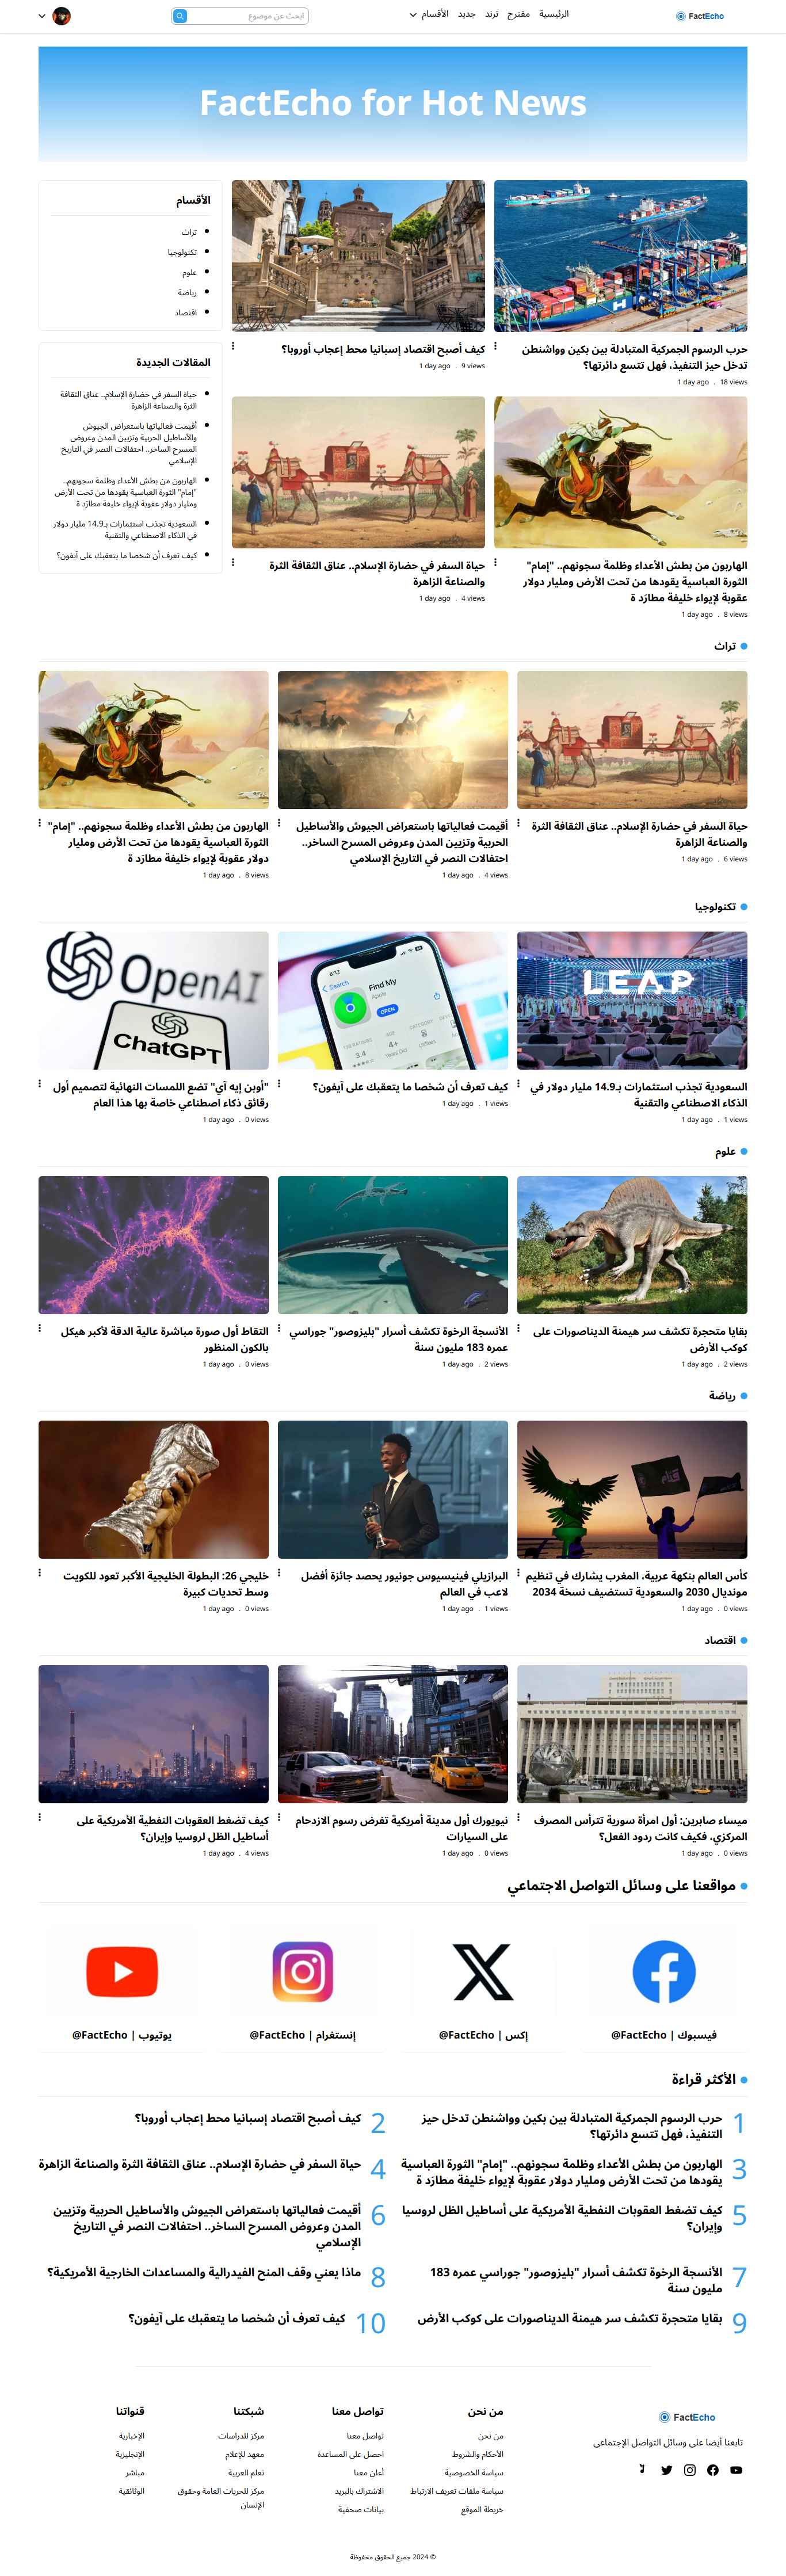 FactEcho
الرئيسية
مقترح
ترند
جديد
الأقسام
ابحث عن موضوع
FactEcho for Hot News
حرب الرسوم الجمركية المتبادلة بين بكين وواشنطن
تدخل حيز التنفيذ، فهل تتسع دائرتها؟
1 day ago . 18 views
كيف أصبح اقتصاد إسبانيا محط إعجاب أوروبا؟
1 day ago . 9 views
الهاربون من بطش الأعداء وظلمة سجونهم.. "إمام"
الثورة العباسية يقودها من تحت الأرض ومليار دولار
عقوبة لإيواء خليفة مطارَد ة
1 day ago . 8 views
حياة السفر في حضارة الإسلام.. عناق الثقافة الثرة
والصناعة الزاهرة
1 day ago . 4 views
الأقسام
تراث
تكنولوجيا
علوم
رياضة
اقتصاد
المقالات الجديدة
حياة السفر في حضارة الإسلام.. عناق الثقافة
الثرة والصناعة الزاهرة
أقيمت فعالياتها باستعراض الجيوش
والأساطيل الحربية وتزيين المدن وعروض
المسرح الساخر.. احتفالات النصر في التاريخ
الإسلامي
الهاربون من بطش الأعداء وظلمة سجونهم..
"إمام" الثورة العباسية يقودها من تحت الأرض
ومليار دولار عقوبة لإيواء خليفة مطارَد ة
السعودية تجذب استثمارات بـ14.9 مليار دولار
في الذكاء الاصطناعي والتقنية
كيف تعرف أن شخصا ما يتعقبك على آيفون؟
تراث
حياة السفر في حضارة الإسلام.. عناق الثقافة الثرة
والصناعة الزاهرة
1 day ago . 6 views
أقيمت فعالياتها باستعراض الجيوش والأساطيل
الحربية وتزيين المدن وعروض المسرح الساخر..
احتفالات النصر في التاريخ الإسلامي
1 day ago . 4 views
الهاربون من بطش الأعداء وظلمة سجونهم.. "إمام"
الثورة العباسية يقودها من تحت الأرض ومليار
دولار عقوبة لإيواء خليفة مطارَد ة
1 day ago . 8 views
تكنولوجيا
LEAP
السعودية تجذب استثمارات بـ14.9 مليار دولار في
الذكاء الاصطناعي والتقنية
1 day ago . 1 views
8:12
Search
Find My
Apple
OPEN
138 RATINGS
3.4
AGE
4+
CATEGORY
Utilities
كيف تعرف أن شخصا ما يتعقبك على آيفون؟
1 day ago . 1 views
OpenAI
ChatGPT
"أوبن إيه آي" تضع اللمسات النهائية لتصميم أول
رقائق ذكاء اصطناعي خاصة بها هذا العام
1 day ago . 0 views
علوم
بقايا متحجرة تكشف سر هيمنة الديناصورات على
كوكب الأرض
1 day ago . 2 views
الأنسجة الرخوة تكشف أسرار "بليزوصور" جوراسي
عمره 183 مليون سنة
1 day ago . 2 views
التقاط أول صورة مباشرة عالية الدقة لأكبر هيكل
بالكون المنظور
1 day ago . 0 views
رياضة
كأس العالم بنكهة عربية. المغرب يشارك في تنظيم
مونديال 2030 والسعودية تستضيف نسخة 2034
1 day ago . 0 views
البرازيلي فينيسيوس جونيور يحصد جائزة أفضل
لاعب في العالم
1 day ago . 1 views
خليجي 26: البطولة الخليجية الأكبر تعود للكويت
وسط تحديات كبيرة
1 day ago . 0 views
اقتصاد
ميساء صابرين: أول امرأة سورية تترأس المصرف
المركزي، فكيف كانت ردود الفعل؟
1 day ago . 0 views
نيويورك أول مدينة أمريكية تفرض رسوم الازدحام
على السيارات
1 day ago . 0 views
كيف تضغط العقوبات النفطية الأمريكية على
أساطيل الظل لروسيا وإيران؟
1 day ago . 4 views
مواقعنا على وسائل التواصل الاجتماعي
فيسبوك | FactEcho@
إكس | FactEcho@
إنستغرام | FactEcho@
يوتيوب | FactEcho@
الأكثر قراءة
1
حرب الرسوم الجمركية المتبادلة بين بكين وواشنطن تدخل حيز
التنفيذ، فهل تتسع دائرتها؟
2
كيف أصبح اقتصاد إسبانيا محط إعجاب أوروبا؟
3
الهاربون من بطش الأعداء وظلمة سجونهم.. "إمام" الثورة العباسية
يقودها من تحت الأرض ومليار دولار عقوبة لإيواء خليفة مطارَد ة
4
حياة السفر في حضارة الإسلام.. عناق الثقافة الثرة والصناعة الزاهرة
5
كيف تضغط العقوبات النفطية الأمريكية على أساطيل الظل لروسيا
وإيران؟
6
أقيمت فعالياتها باستعراض الجيوش والأساطيل الحربية وتزيين
المدن وعروض المسرح الساخر.. احتفالات النصر في التاريخ
الإسلامي
7
الأنسجة الرخوة تكشف أسرار "بليزوصور" جوراسي عمره 183
مليون سنة
8
ماذا يعني وقف المنح الفيدرالية والمساعدات الخارجية الأمريكية؟
9
بقايا متحجرة تكشف سر هيمنة الديناصورات على كوكب الأرض
10
كيف تعرف أن شخصا ما يتعقبك على آيفون؟
FactEcho
تابعنا أيضا على وسائل التواصل الإجتماعى
من نحن
من نحن
الأحكام والشروط
سياسة الخصوصية
سياسة ملفات تعريف الارتباط
خريطة الموقع
تواصل معنا
تواصل معنا
احصل على المساعدة
أعلن معنا
الاشتراك بالبريد
بيانات صحفية
شبكتنا
مركز للدراسات
معهد للإعلام
تعلم العربية
مركز للحريات العامة وحقوق
الإنسان
قنواتنا
الإخبارية
الإنجليزية
مباشر
الوثائقية
© 2024 جميع الحقوق محفوظة